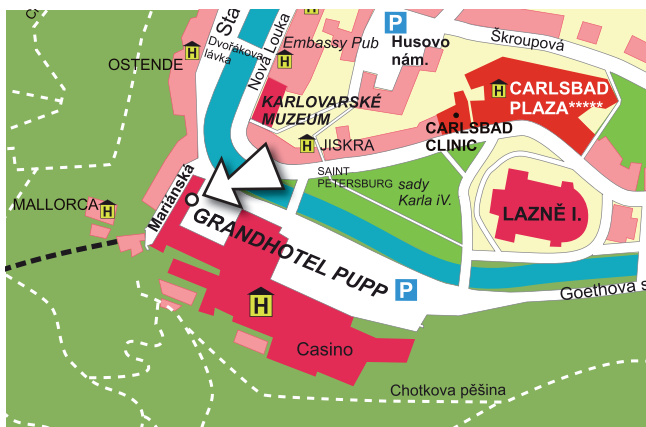 Sta
Dvořákova
lávka
Nová Louka
H
Embassy Pub
P
Husovo
nám.
Škroupová
OSTENDE
H
H
KARLOVARSKÉ
MUZEUM
H
CARLSBAD
PLAZA*****
CARLSBAD
CLINIC
H
JISKRA
SAINT
PETERSBURG
sady
Karla iV.
LAZNĚ I.
Mariánská
MALLORCA
H
GRANDHOTEL PUPP
P
H
Goethova s
Casino
Chotkova pěšina